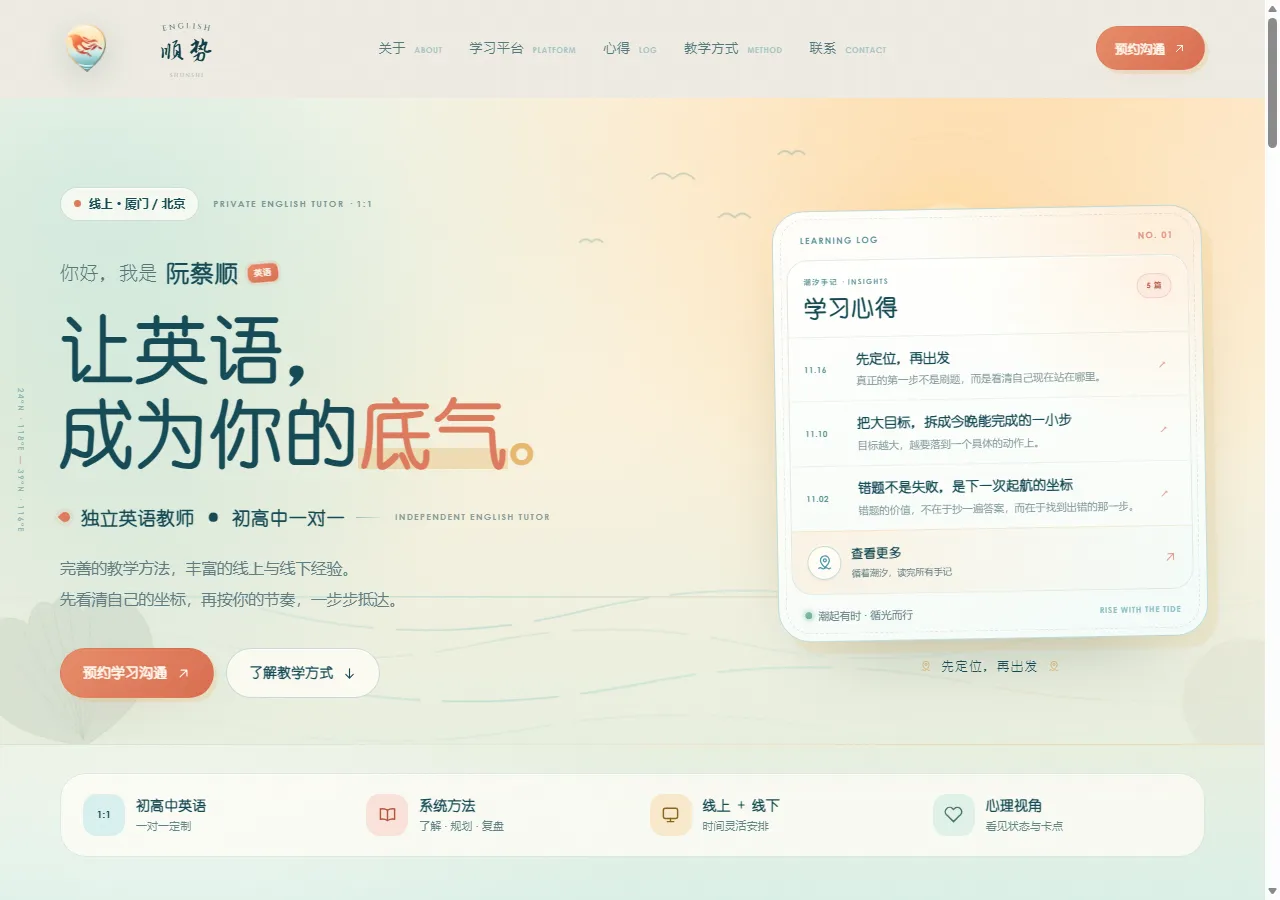 ENGLISH
顺势
SHUNSHI
关于 ABOUT 学习平台 PLATFORM 心得 LOG 教学方式 METHOD 联系 CONTACT
预约沟通
线上·厦门 / 北京
PRIVATE ENGLISH TUTOR · 1:1
你好，我是 阮蔡顺 英语
让英语，
成为你的底气。
独立英语教师 • 初高中一对一
INDEPENDENT ENGLISH TUTOR
完善的教学方法，丰富的线上与线下经验。
先看清自己的坐标，再按你的节奏，一步步抵达。
预约学习沟通
了解教学方式 ↓
24°N · 118°E — 39°N · 116°E
LEARNING LOG
NO. 01
潮汐手记 · INSIGHTS
学习心得
5 篇
11.16
先定位，再出发
真正的第一步不是刷题，而是看清自己现在站在哪里。
11.10
把大目标，拆成今晚能完成的一小步
目标越大，越要落到一个具体的动作上。
11.02
错题不是失败，是下一次起航的坐标
错题的价值，不在于抄一遍答案，而在于找到出错的那一步。
查看更多
循着潮汐，读完所有手记
潮起有时 · 循光而行
RISE WITH THE TIDE
先定位，再出发
1:1
初高中英语
一对一定制
系统方法
了解 · 规划 · 复盘
线上 + 线下
时间灵活安排
心理视角
看见状态与卡点